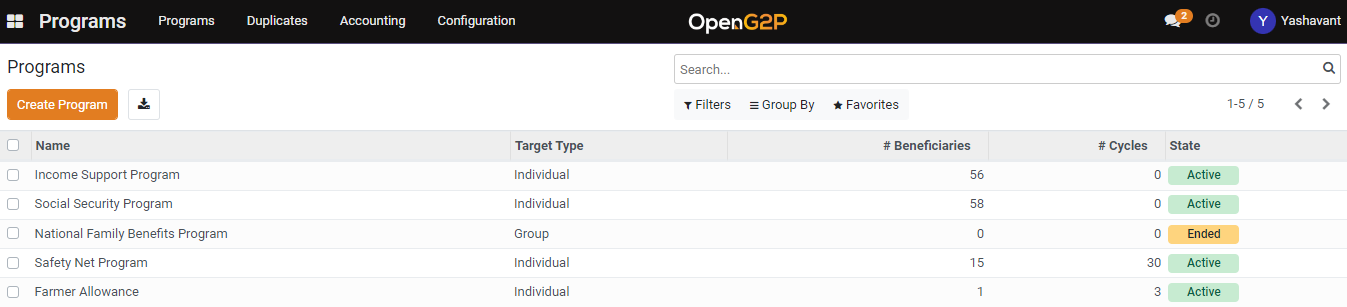 Programs Programs Duplicates Accounting Configuration OpenG2P 2 Y Yashavant
Programs
Search...
Create Program Filters Group By Favorites 1-5 / 5
Name Target Type # Beneficiaries # Cycles State
Income Support Program Individual 56 0 Active
Social Security Program Individual 58 0 Active
National Family Benefits Program Group 0 0 Ended
Safety Net Program Individual 15 30 Active
Farmer Allowance Individual 1 3 Active